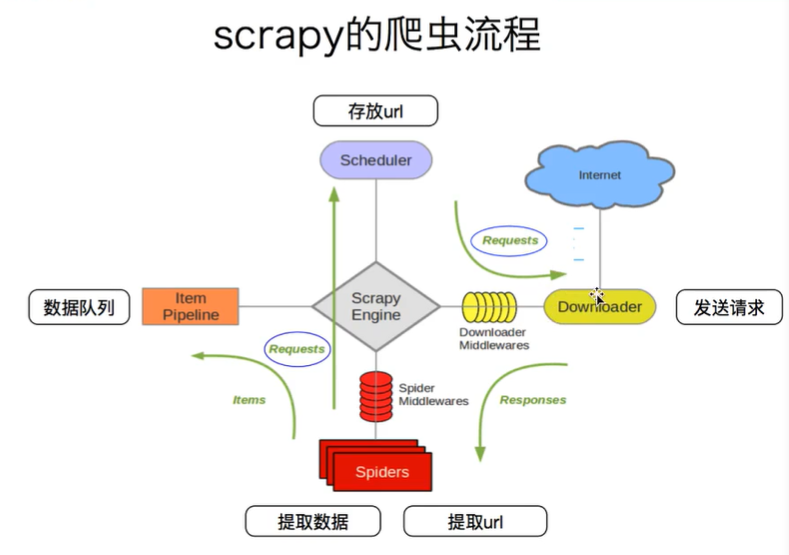 scrapy的爬虫流程
存放url
Scheduler
Internet
Requests
数据队列
Item
Pipeline
Scrapy
Engine
Downloader
发送请求
Downloader
Middlewares
Requests
Items
Spider
Middlewares
Responses
Spiders
提取数据
提取url